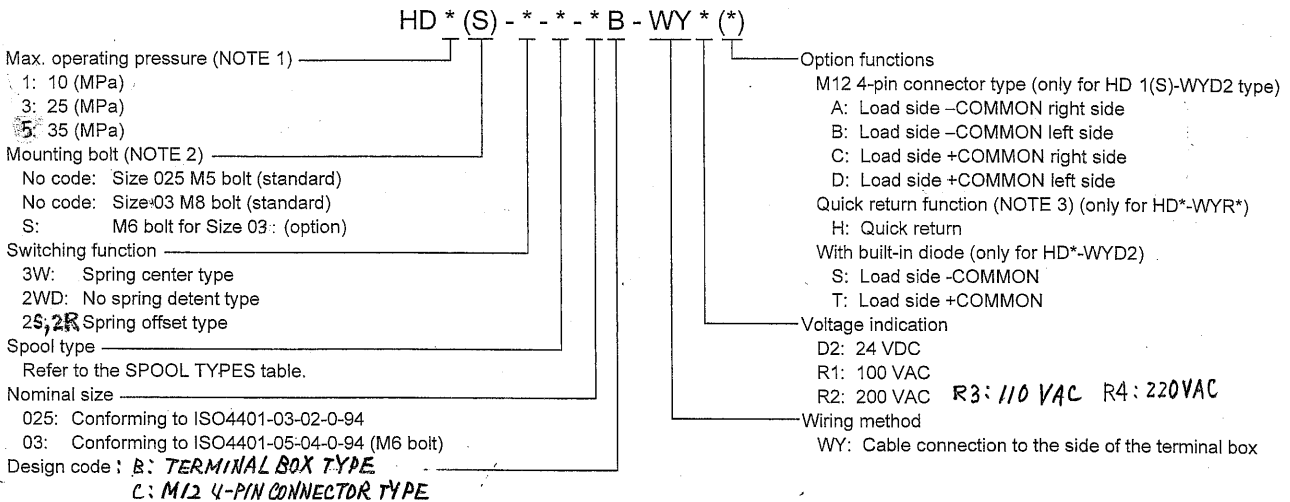 HD * (S) - * - * - * B - WY * (*)
Max. operating pressure (NOTE 1)
1: 10 (MPa)
3: 25 (MPa)
5: 35 (MPa)
Mounting bolt (NOTE 2)
No code: Size 025 M5 bolt (standard)
No code: Size 03 M8 bolt (standard)
S: M6 bolt for Size 03 : (option)
Switching function
3W: Spring center type
2WD: No spring detent type
2S, 2R Spring offset type
Spool type
Refer to the SPOOL TYPES table.
Nominal size
025: Conforming to ISO4401-03-02-0-94
03: Conforming to ISO4401-05-04-0-94 (M6 bolt)
Design code : B: TERMINAL BOX TYPE
C: M12 4-PIN CONNECTOR TYPE
Option functions
M12 4-pin connector type (only for HD 1(S)-WYD2 type)
A: Load side –COMMON right side
B: Load side –COMMON left side
C: Load side +COMMON right side
D: Load side +COMMON left side
Quick return function (NOTE 3) (only for HD*-WYR*)
H: Quick return
With built-in diode (only for HD*-WYD2)
S: Load side -COMMON
T: Load side +COMMON
Voltage indication
D2: 24 VDC
R1: 100 VAC
R2: 200 VAC R3: 110 VAC R4: 220VAC
Wiring method
WY: Cable connection to the side of the terminal box